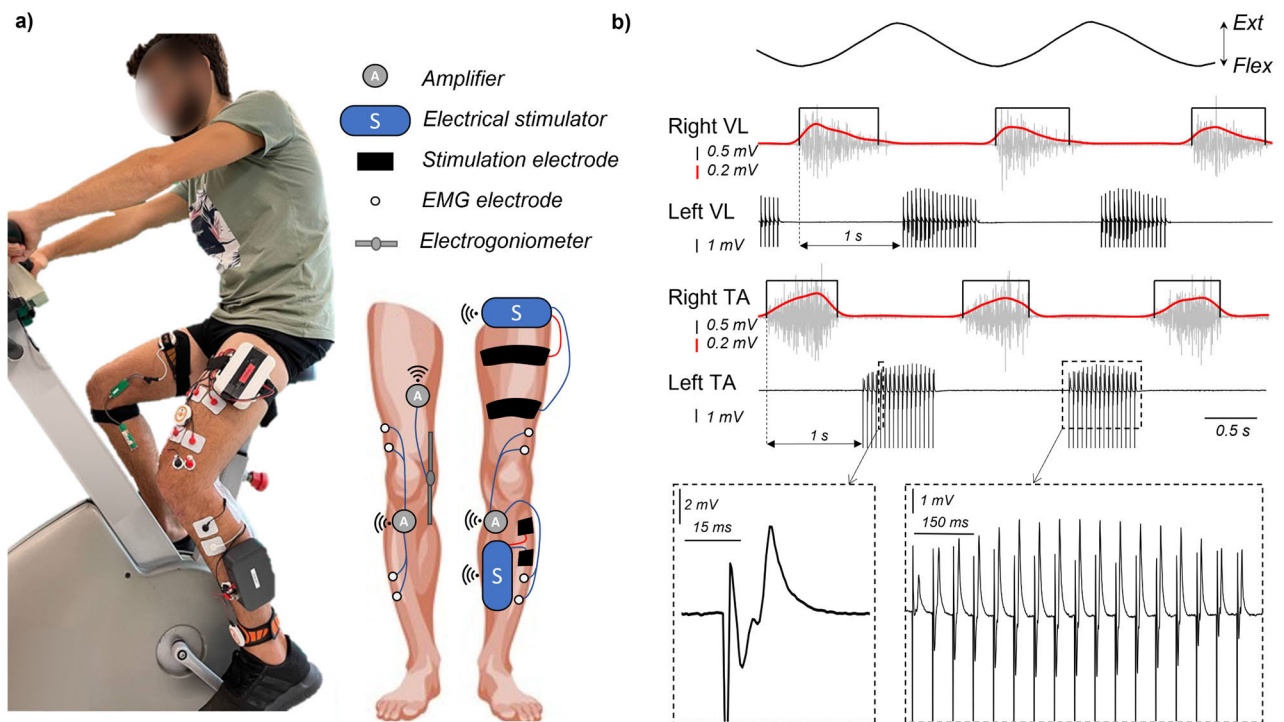 a)
A
Amplifier
S
Electrical stimulator
Stimulation electrode
EMG electrode
Electrogoniometer
S
A
A
A
S
b)
Ext
Flex
Right VL
0.5 mV
0.2 mV
Left VL
1 mV
1 s
Right TA
0.5 mV
0.2 mV
Left TA
1 mV
1 s
0.5 s
2 mV
15 ms
1 mV
150 ms